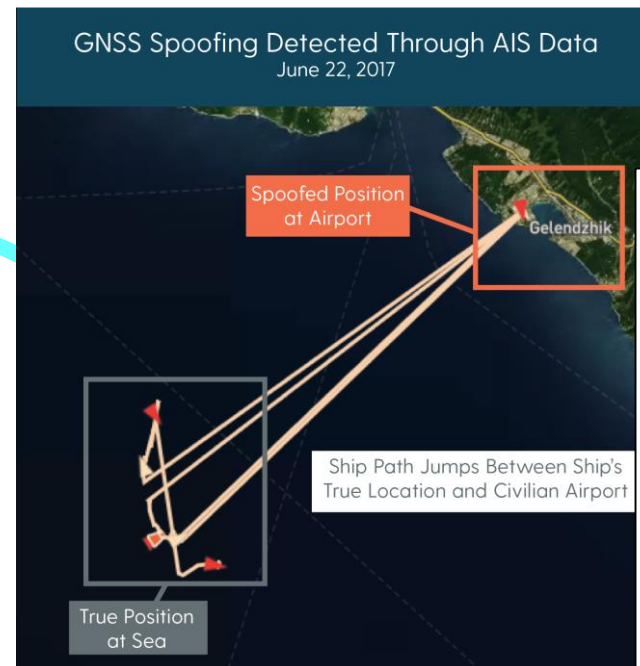 GNSS Spoofing Detected Through AIS Data
June 22, 2017
Spoofed Position
at Airport
Gelendzhik
Ship Path Jumps Between Ship's
True Location and Civilian Airport
True Position
at Sea